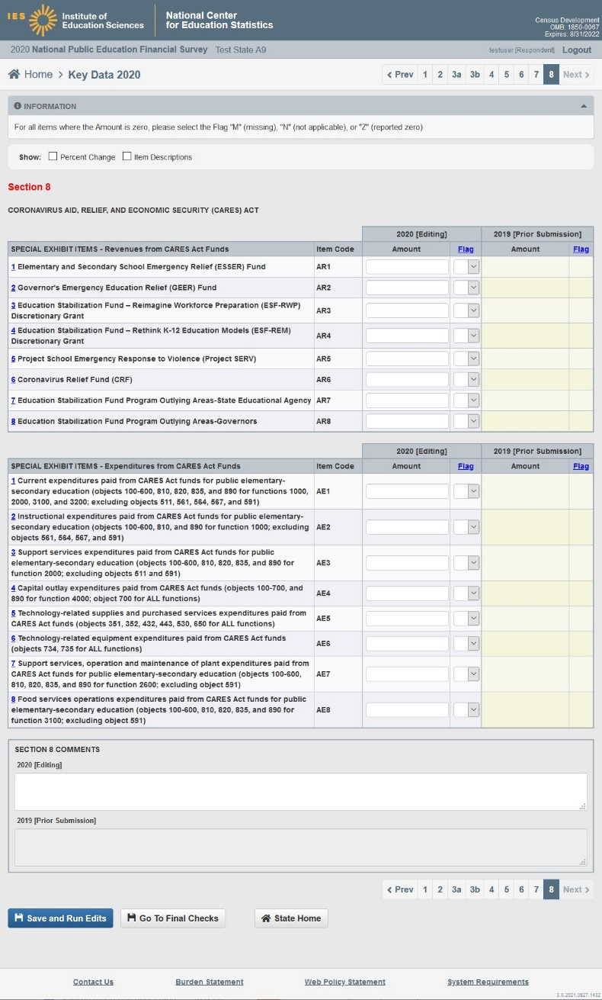 IES Institute of
Education Sciences
National Center
for Education Statistics
Census Development
OMB: 1850-0067
Expires: 8/31/2022
2020 National Public Education Financial Survey Test State A9
testuser [Respondent] Logout
Home > Key Data 2020
Prev 1 2 3a 3b 4 5 6 7 8 Next
INFORMATION
For all items where the Amount is zero, please select the Flag "M" (missing), "N" (not applicable), or "Z" (reported zero)
Show: Percent Change Item Descriptions
Section 8
CORONAVIRUS AID, RELIEF, AND ECONOMIC SECURITY (CARES) ACT
2020 [Editing] 2019 [Prior Submission]
SPECIAL EXHIBIT ITEMS - Revenues from CARES Act Funds Item Code Amount Flag Amount Flag
1 Elementary and Secondary School Emergency Relief (ESSER) Fund AR1
2 Governor's Emergency Education Relief (GEER) Fund AR2
3 Education Stabilization Fund – Reimagine Workforce Preparation (ESF-RWP)
Discretionary Grant AR3
4 Education Stabilization Fund – Rethink K-12 Education Models (ESF-REM)
Discretionary Grant AR4
5 Project School Emergency Response to Violence (Project SERV) AR5
6 Coronavirus Relief Fund (CRF) AR6
7 Education Stabilization Fund Program Outlying Areas-State Educational Agency AR7
8 Education Stabilization Fund Program Outlying Areas-Governors AR8
2020 [Editing] 2019 [Prior Submission]
SPECIAL EXHIBIT ITEMS - Expenditures from CARES Act Funds Item Code Amount Flag Amount Flag
1 Current expenditures paid from CARES Act funds for public elementary-
secondary education (objects 100-600, 810, 820, 835, and 890 for functions 1000, AE1
2000, 3100, and 3200; excluding objects 511, 561, 564, 567, and 591)
2 Instructional expenditures paid from CARES Act funds for public elementary-
secondary education (objects 100-600, 810, and 890 for function 1000; excluding AE2
objects 561, 564, 567, and 591)
3 Support services expenditures paid from CARES Act funds for public
elementary-secondary education (objects 100-600, 810, 820, 835, and 890 for AE3
function 2000; excluding objects 511 and 591)
4 Capital outlay expenditures paid from CARES Act funds (objects 100-700, and
890 for function 4000; object 700 for ALL functions) AE4
5 Technology-related supplies and purchased services expenditures paid from
CARES Act funds (objects 351, 352, 432, 443, 530, 650 for ALL functions) AE5
6 Technology-related equipment expenditures paid from CARES Act funds
(objects 734, 735 for ALL functions) AE6
7 Support services, operation and maintenance of plant expenditures paid from
CARES Act funds for public elementary-secondary education (objects 100-600, AE7
810, 820, 835, and 890 for function 2600; excluding object 591)
8 Food services operations expenditures paid from CARES Act funds for public
elementary-secondary education (objects 100-600, 810, 820, 835, and 890 for AE8
function 3100; excluding object 591)
SECTION 8 COMMENTS
2020 [Editing]
2019 [Prior Submission]
Prev 1 2 3a 3b 4 5 6 7 8 Next
Save and Run Edits Go To Final Checks State Home
Contact Us Burden Statement Web Policy Statement System Requirements
3.0.2021.0827.1432